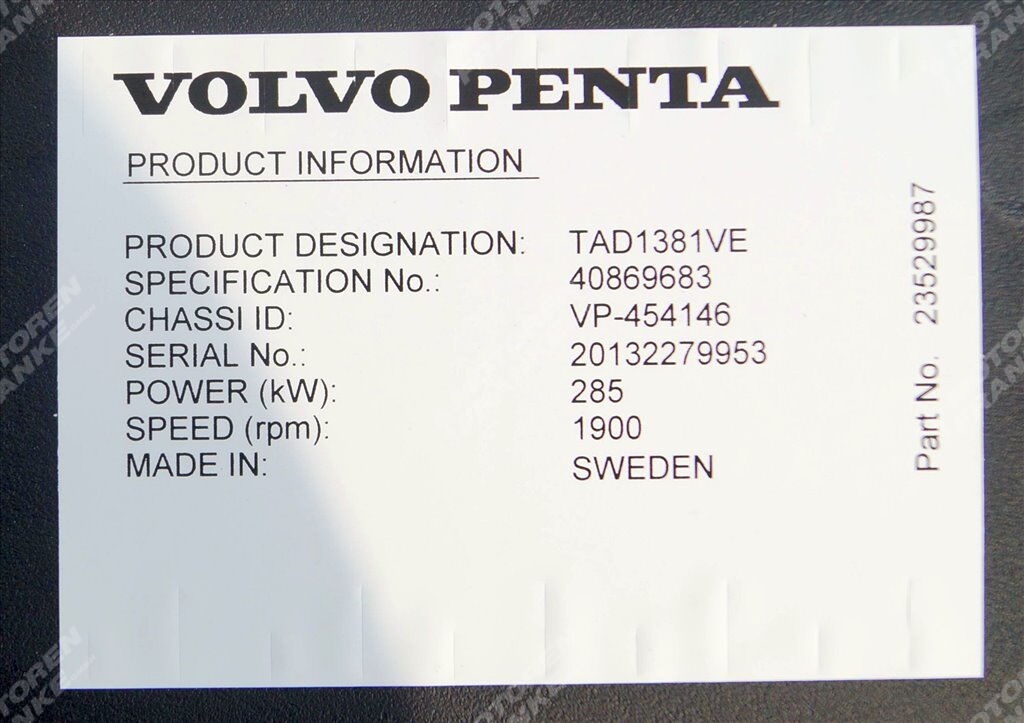 VOLVO PENTA
PRODUCT INFORMATION
PRODUCT DESIGNATION: TAD1381VE
SPECIFICATION No.: 40869683
CHASSI ID: VP-454146
SERIAL No.: 20132279953
POWER (kW): 285
SPEED (rpm): 1900
MADE IN: SWEDEN
Part No. 23529987